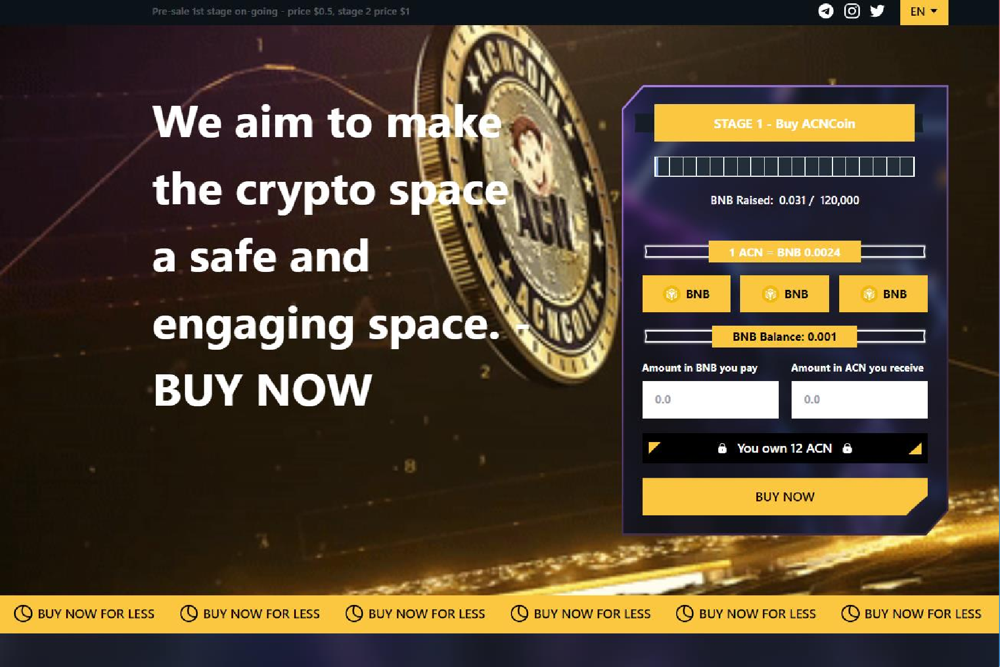 Pre-sale 1st stage on-going - price $0.5, stage 2 price $1
EN
We aim to make
the crypto space
a safe and
engaging space. -
BUY NOW
ACNCOIN
ACN
ACNCOIN
1
7
2
8
STAGE 1 - Buy ACNCoin
BNB Raised: 0.031 / 120,000
1 ACN = BNB 0.0024
BNB BNB BNB
BNB Balance: 0.001
Amount in BNB you pay Amount in ACN you receive
0.0 0.0
You own 12 ACN
BUY NOW
BUY NOW FOR LESS BUY NOW FOR LESS BUY NOW FOR LESS BUY NOW FOR LESS BUY NOW FOR LESS BUY NOW FOR LESS